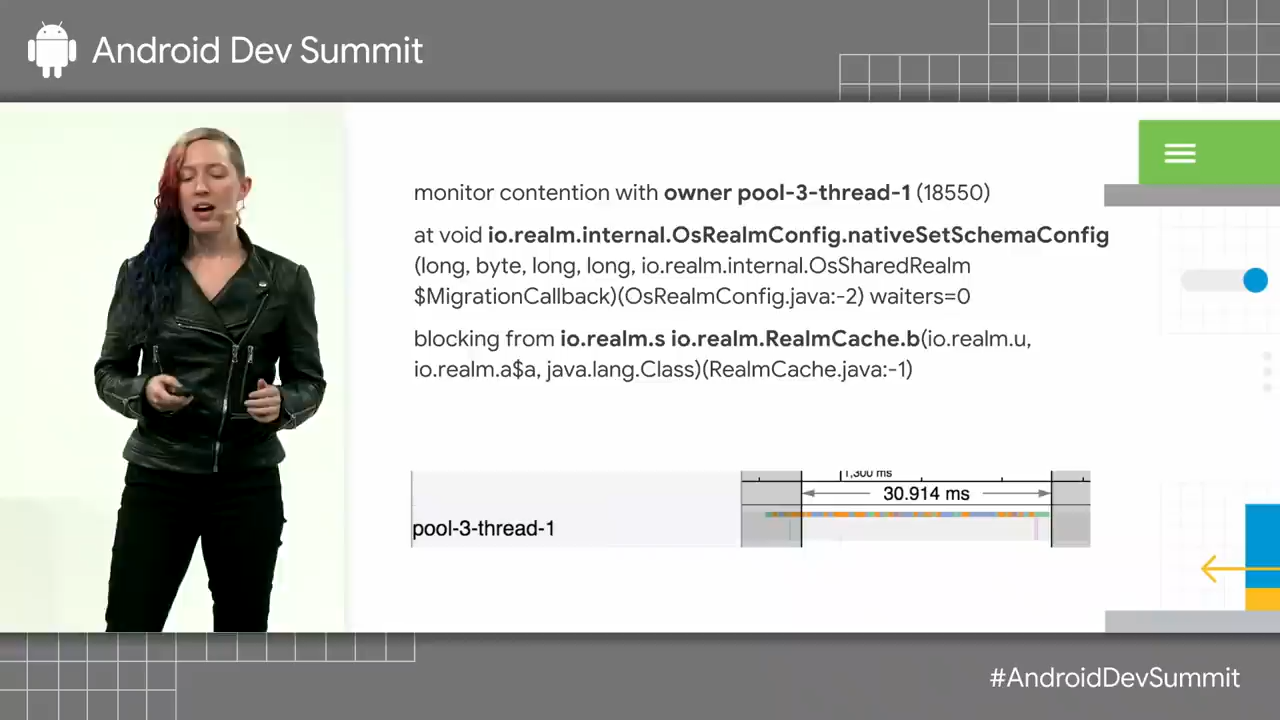 Android Dev Summit
monitor contention with owner pool-3-thread-1 (18550)
at void io.realm.internal.OsRealmConfig.nativeSetSchemaConfig
(long, byte, long, long, io.realm.internal.OsSharedRealm
$MigrationCallback)(OsRealmConfig.java:-2) waiters=0
blocking from io.realm.s io.realm.RealmCache.b(io.realm.u,
io.realm.a$a, java.lang.Class)(RealmCache.java:-1)
1,300 ms
30.914 ms
pool-3-thread-1
#AndroidDevSummit